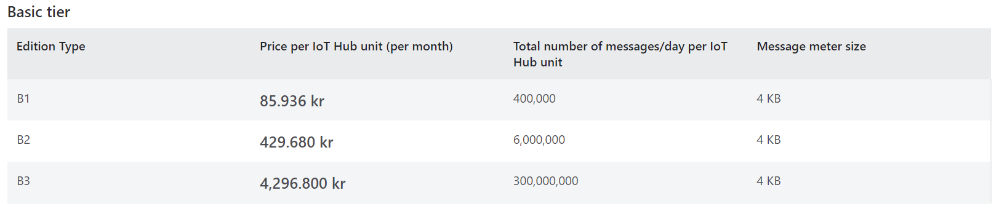 Basic tier
Edition Type
Price per IoT Hub unit (per month)
Total number of messages/day per IoT
Hub unit
Message meter size
B1
85.936 kr
400,000
4 KB
B2
429.680 kr
6,000,000
4 KB
B3
4,296.800 kr
300,000,000
4 KB